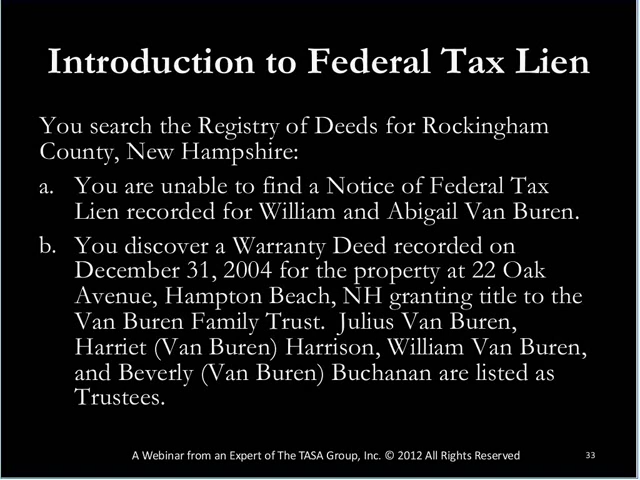 Introduction to Federal Tax Lien
You search the Registry of Deeds for Rockingham
County, New Hampshire:
a. You are unable to find a Notice of Federal Tax
Lien recorded for William and Abigail Van Buren.
b. You discover a Warranty Deed recorded on
December 31, 2004 for the property at 22 Oak
Avenue, Hampton Beach, NH granting title to the
Van Buren Family Trust. Julius Van Buren,
Harriet (Van Buren) Harrison, William Van Buren,
and Beverly (Van Buren) Buchanan are listed as
Trustees.
A Webinar from an Expert of The TASA Group, Inc. © 2012 All Rights Reserved 33